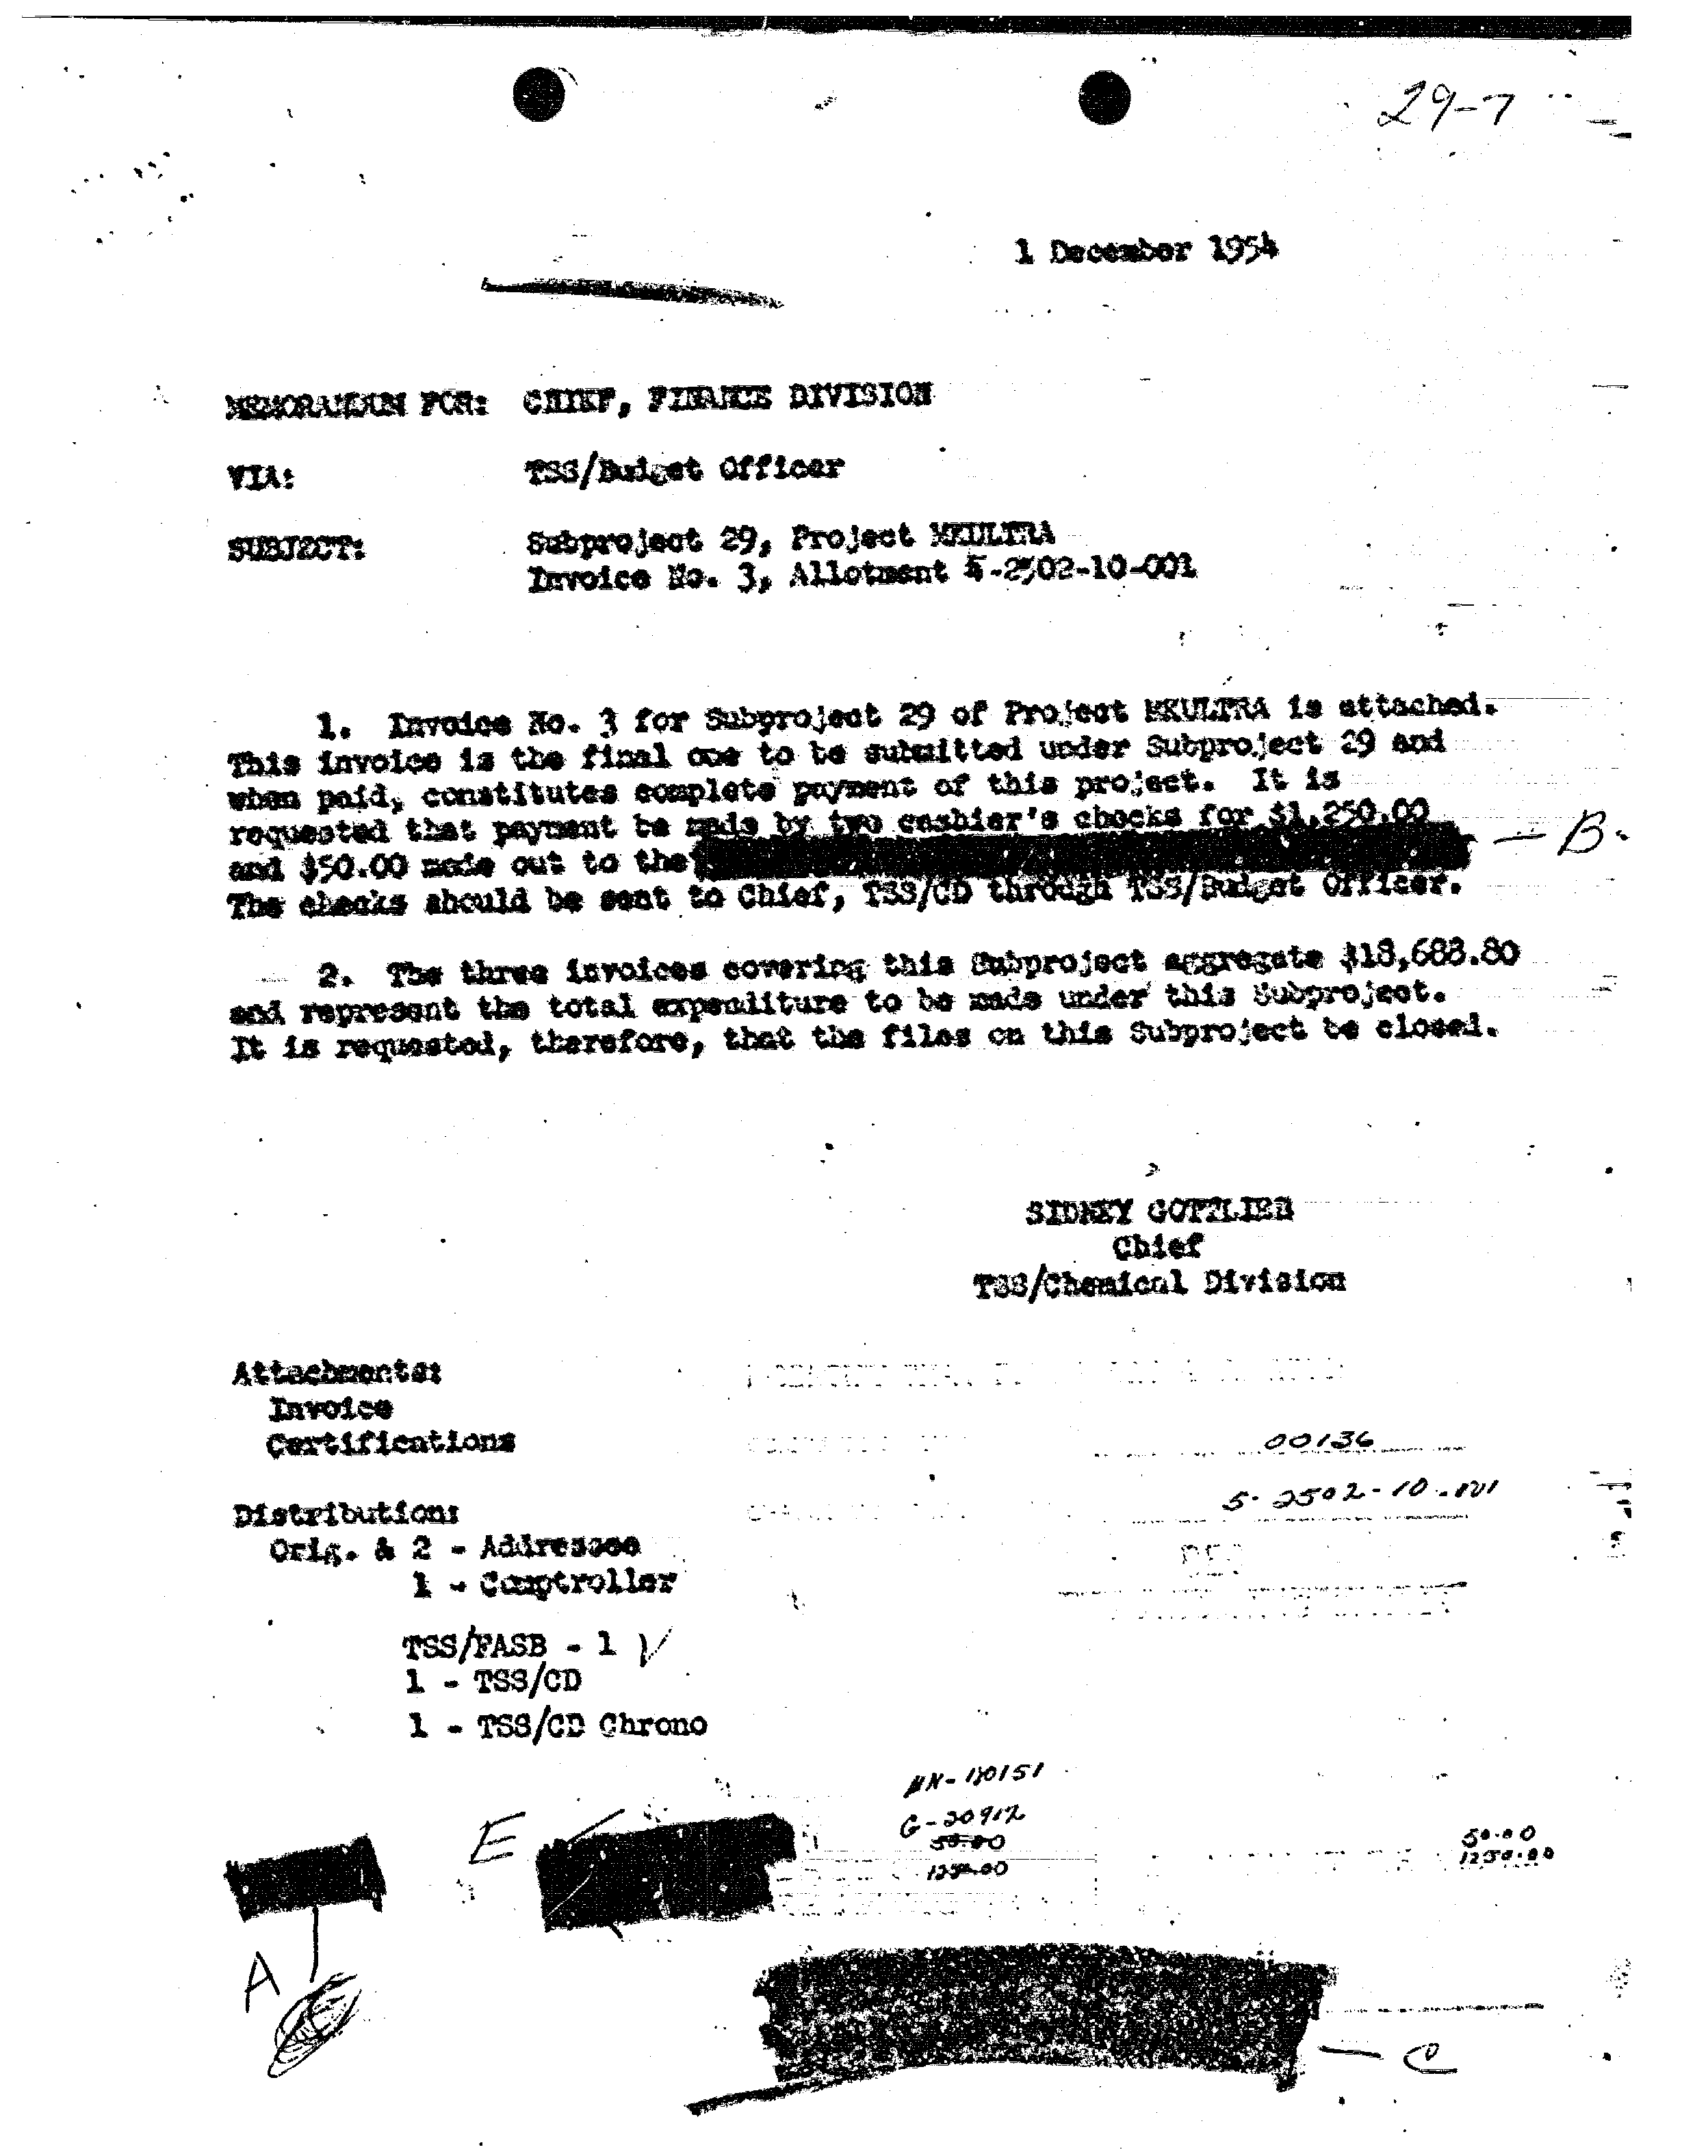 29-7
1 December 1954
MEMORANDUM FOR: CHIEF, FINANCE DIVISION
VIA: TSS/Budget Officer
SUBJECT: Subproject 29, Project MKULTRA
Invoice No. 3, Allotment 5-2502-10-001
1. Invoice No. 3 for Subproject 29 of Project MKULTRA is attached.
This invoice is the final one to be submitted under Subproject 29 and
when paid, constitutes complete payment of this project. It is
requested that payment be made by two cashier's checks for $1,250.00
and $50.00 made out to the — B.
The checks should be sent to Chief, TSS/CD through TSS/Budget Officer.
2. The three invoices covering this Subproject aggregate $18,688.80
and represent the total expenditure to be made under this Subproject.
It is requested, therefore, that the files on this Subproject be closed.
SIDNEY GOTTLIEB
Chief
TSS/Chemical Division
Attachments:
Invoice
Certifications
00136
5-2502-10-001
Distribution:
Orig. & 2 - Addressee
1 - Comptroller
TSS/FASB - 1
1 - TSS/CD
1 - TSS/CD Chrono
G-20912
E
50.00
50.00
1250.00
1250.00
A
— C